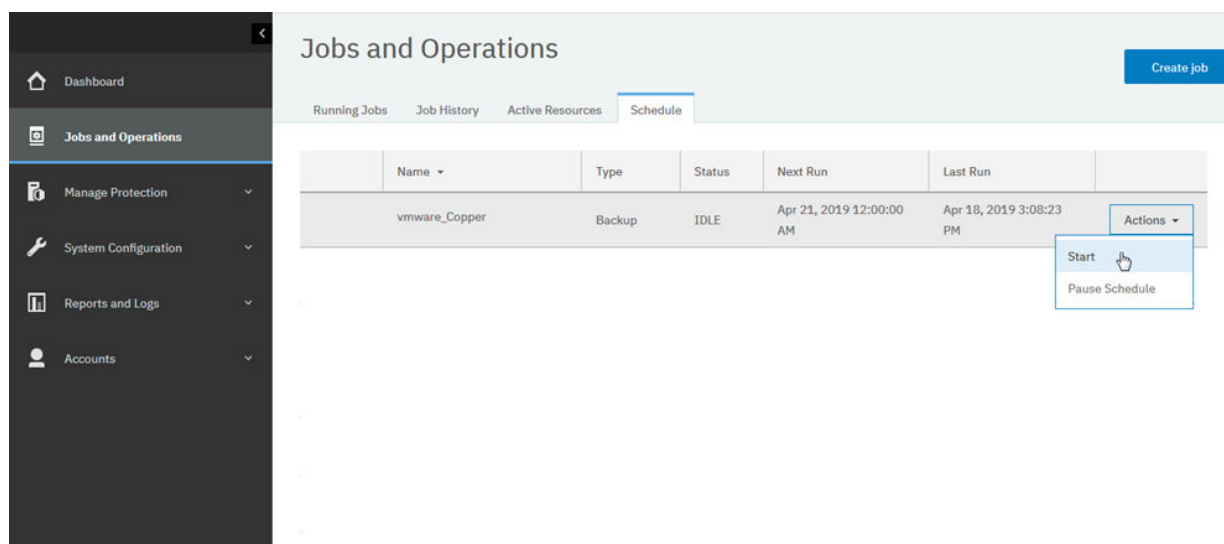 Jobs and Operations
Create job
Dashboard
Jobs and Operations
Manage Protection
System Configuration
Reports and Logs
Accounts
Running Jobs Job History Active Resources Schedule
Name Type Status Next Run Last Run
vmware_Copper Backup IDLE Apr 21, 2019 12:00:00 Apr 18, 2019 3:08:23 Actions
AM PM
Start
Pause Schedule